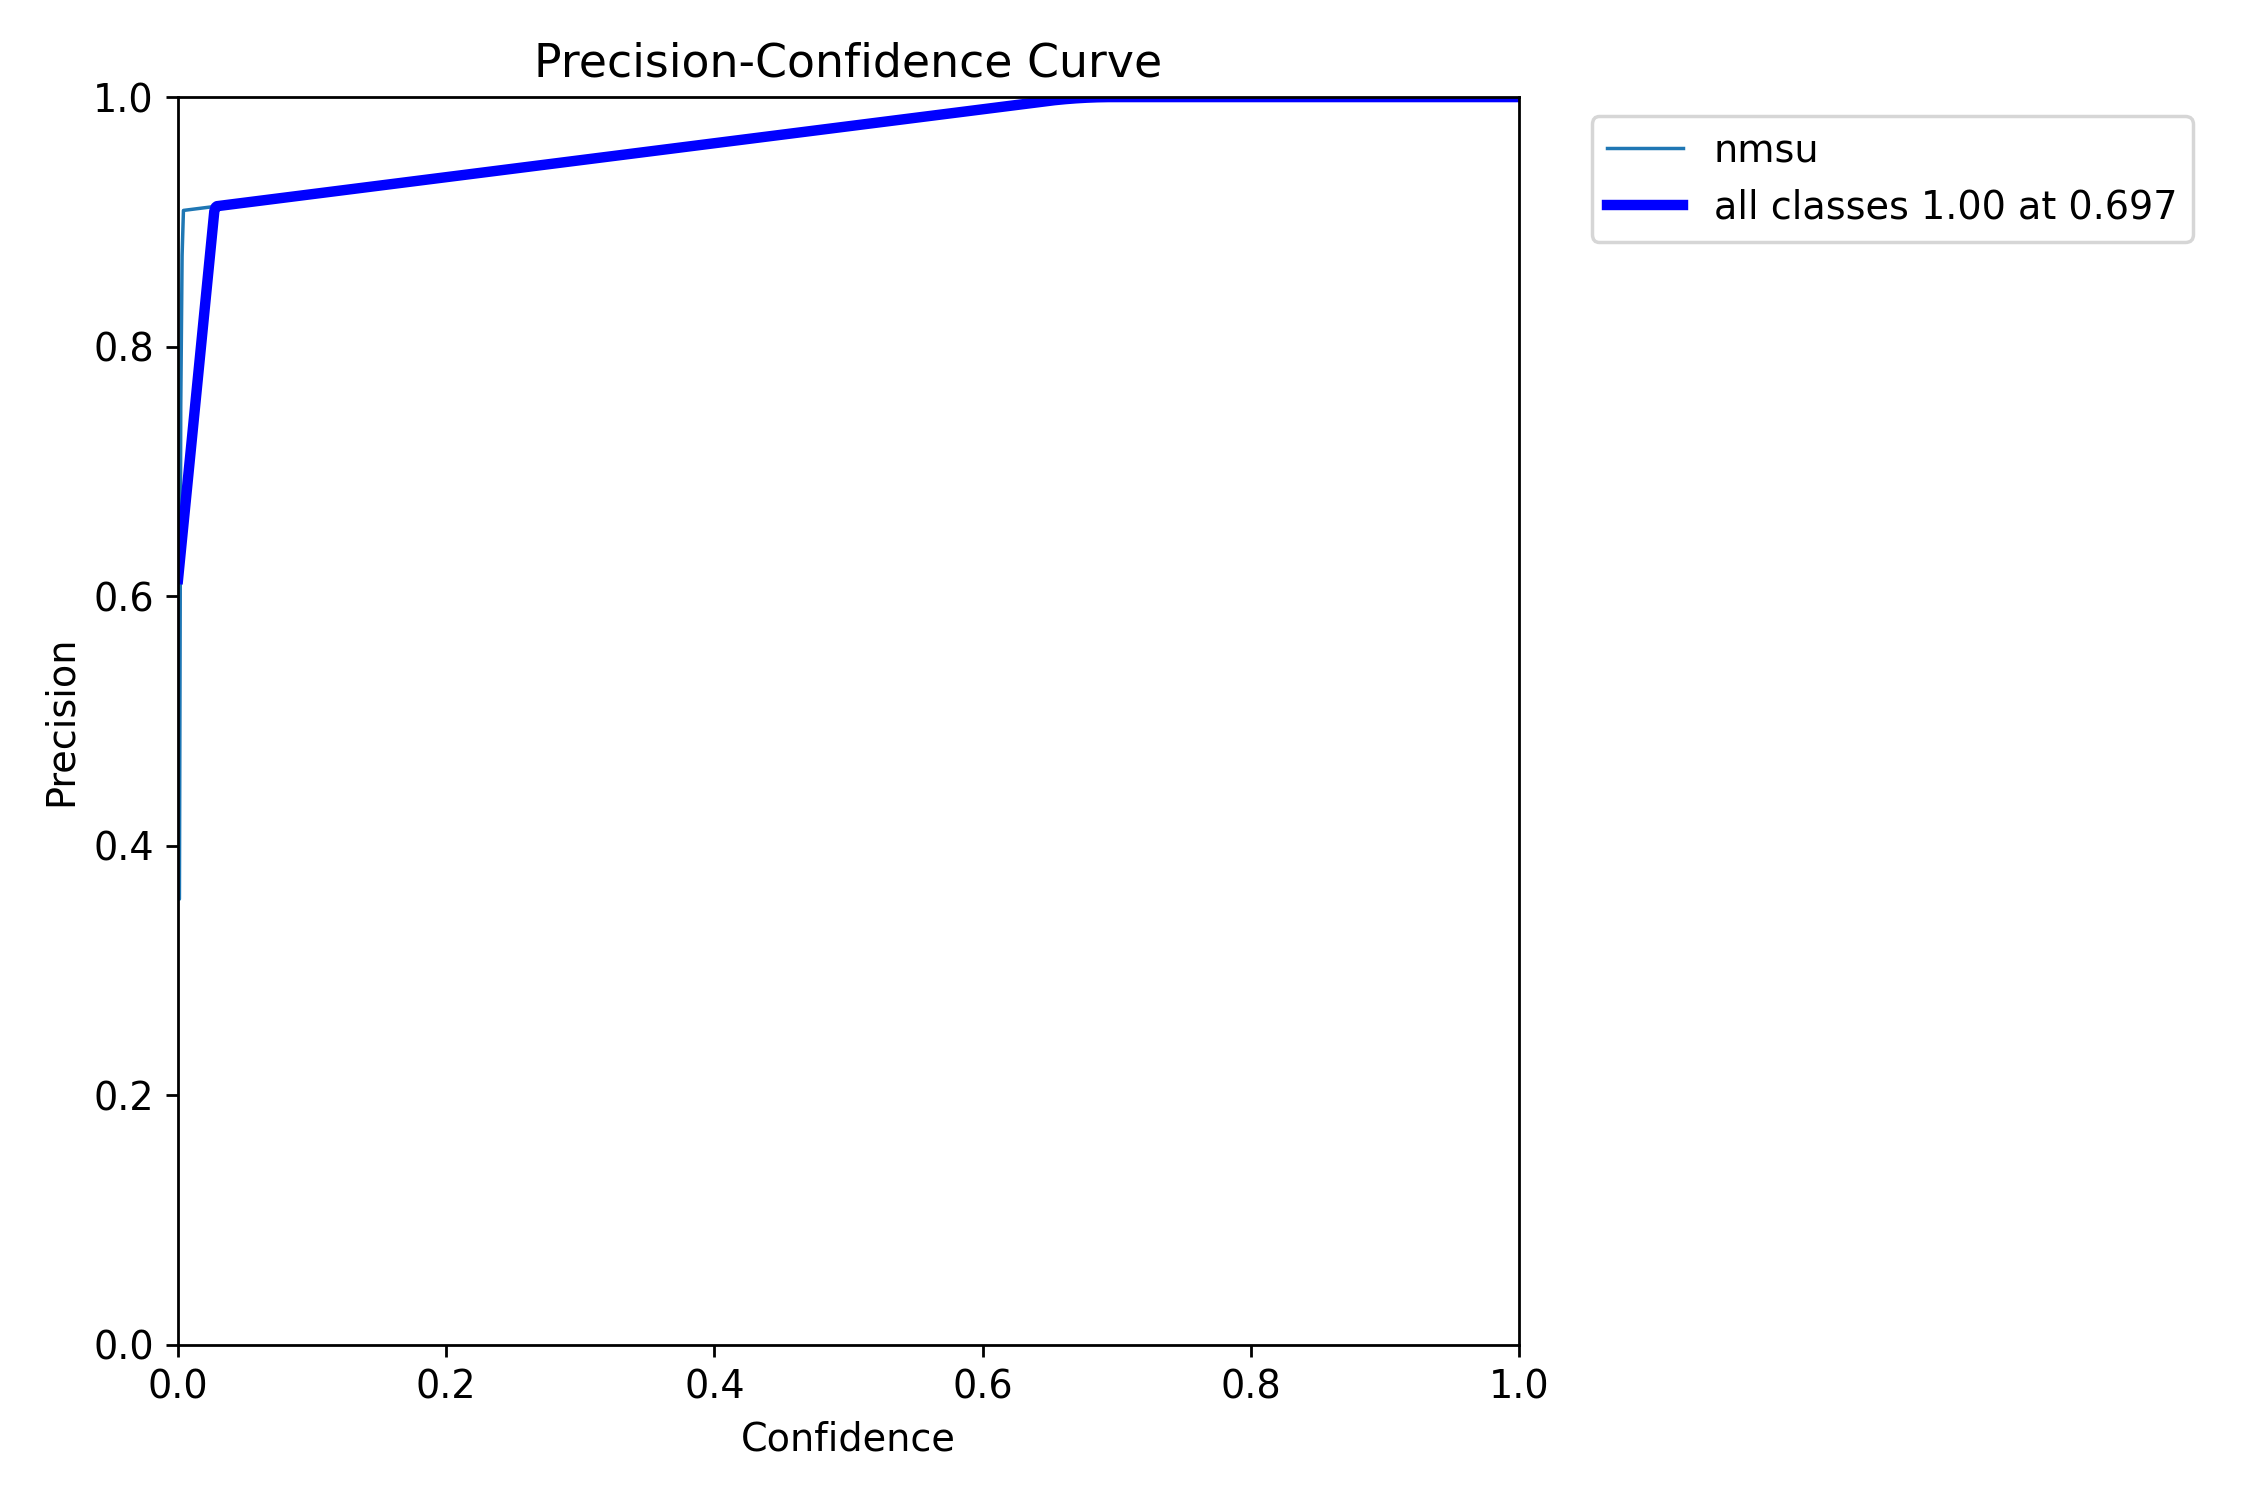 Precision-Confidence Curve
1.0
0.8
0.6
0.4
0.2
0.0
Precision
0.0 0.2 0.4 0.6 0.8 1.0
Confidence
nmsu
all classes 1.00 at 0.697